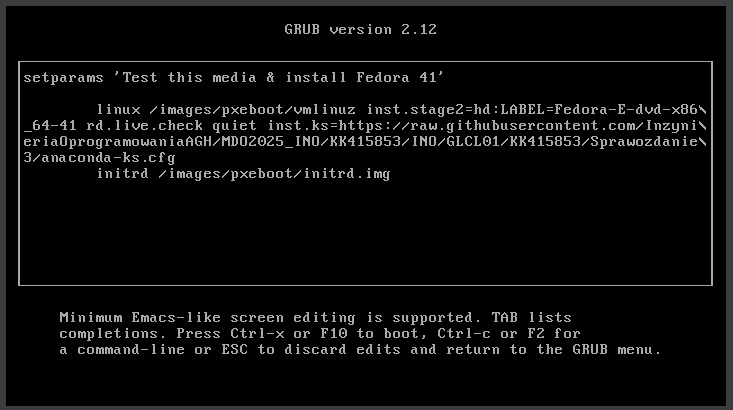 GRUB version 2.12
setparams 'Test this media & install Fedora 41'
linux /images/pxeboot/vmlinuz inst.stage2=hd:LABEL=Fedora-E-dvd-x86\
_64-41 rd.live.check quiet inst.ks=https://raw.githubusercontent.com/Inzyni\
eriaOprogramowaniaAGH/MDO2025_INO/KK415853/INO/GLCL01/KK415853/Sprawozdanie\
3/anaconda-ks.cfg
initrd /images/pxeboot/initrd.img
Minimum Emacs-like screen editing is supported. TAB lists
completions. Press Ctrl-x or F10 to boot, Ctrl-c or F2 for
a command-line or ESC to discard edits and return to the GRUB menu.